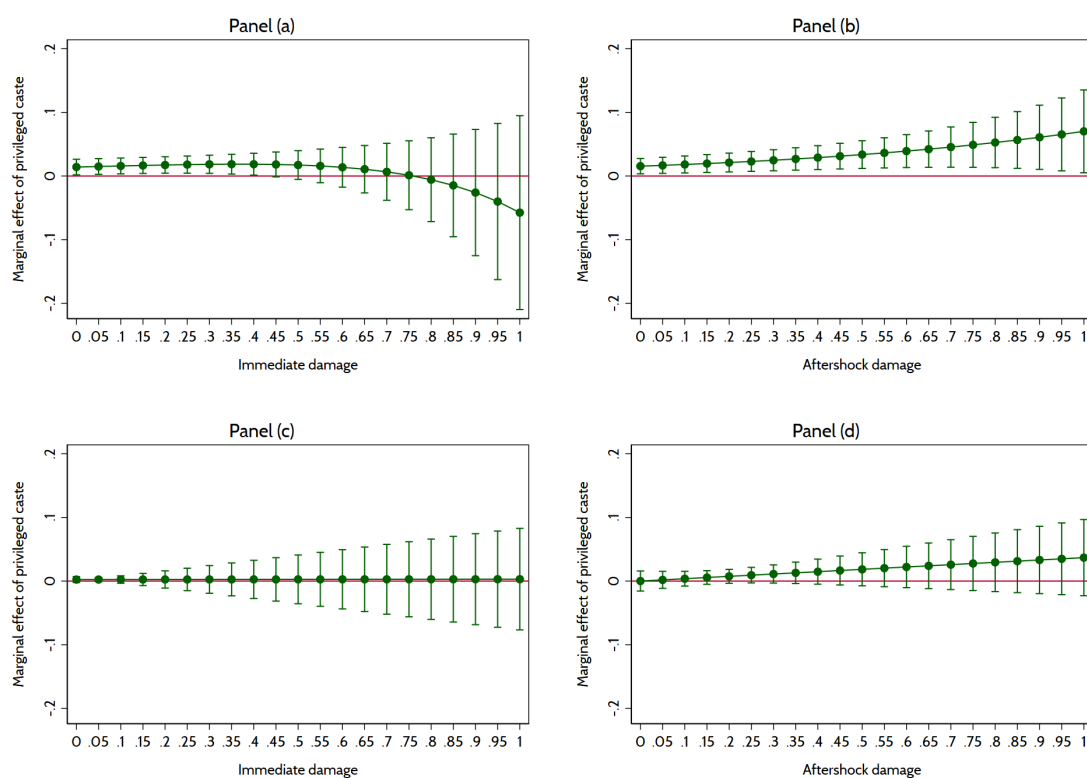 Panel (a)
Marginal effect of privileged caste
.2
.1
0
-.1
-.2
0 .05 .1 .15 .2 .25 .3 .35 .4 .45 .5 .55 .6 .65 .7 .75 .8 .85 .9 .95 1
Immediate damage
Panel (b)
Marginal effect of privileged caste
.2
.1
0
-.1
-.2
0 .05 .1 .15 .2 .25 .3 .35 .4 .45 .5 .55 .6 .65 .7 .75 .8 .85 .9 .95 1
Aftershock damage
Panel (c)
Marginal effect of privileged caste
.2
.1
0
-.1
-.2
0 .05 .1 .15 .2 .25 .3 .35 .4 .45 .5 .55 .6 .65 .7 .75 .8 .85 .9 .95 1
Immediate damage
Panel (d)
Marginal effect of privileged caste
.2
.1
0
-.1
-.2
0 .05 .1 .15 .2 .25 .3 .35 .4 .45 .5 .55 .6 .65 .7 .75 .8 .85 .9 .95 1
Aftershock damage